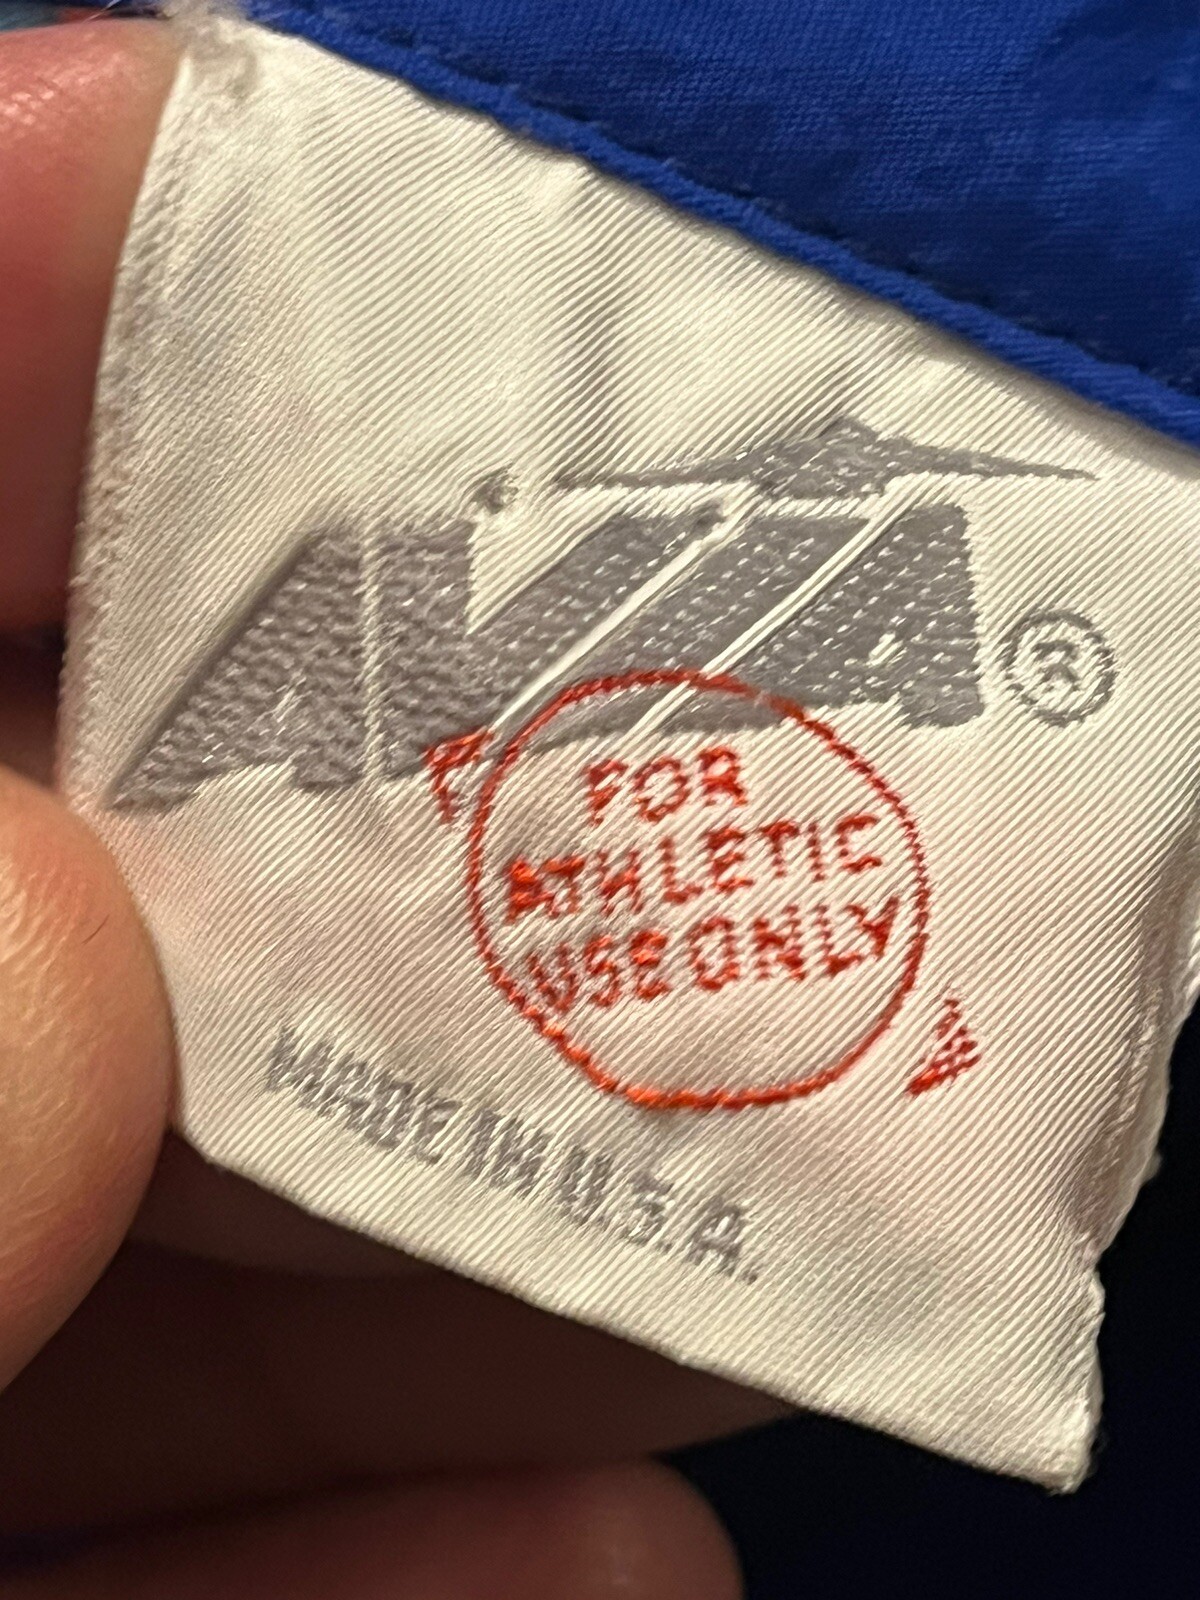 AVIA®
FOR
ATHLETIC
USE ONLY
MADE IN U.S.A.